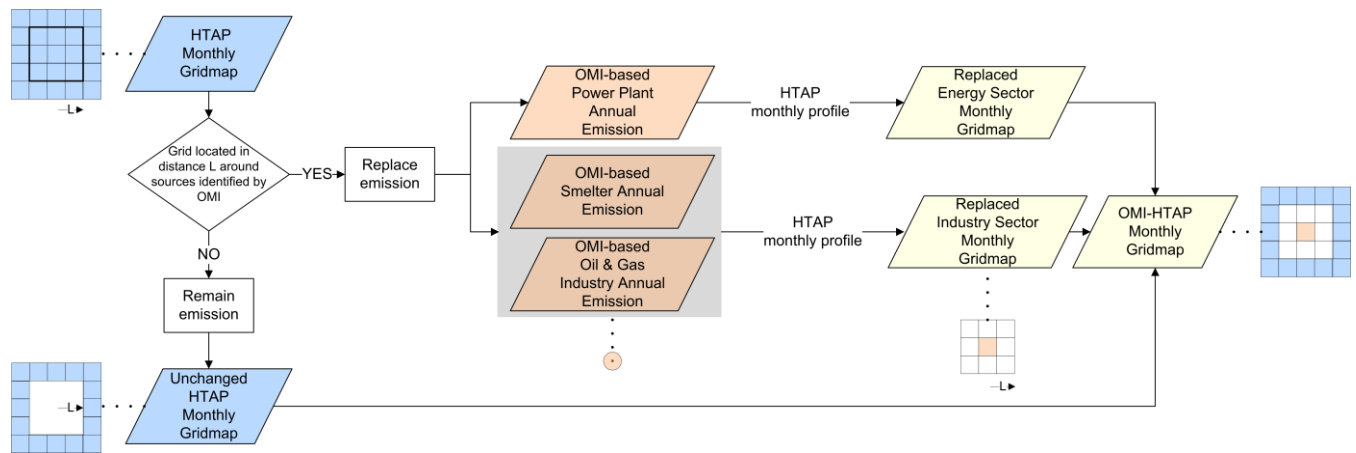 HTAP
Monthly
Gridmap
L
Grid located in
distance L around
sources identified by
OMI
YES
Replace
emission
NO
Remain
emission
Unchanged
HTAP
Monthly
Gridmap
L
OMI-based
Power Plant
Annual
Emission
HTAP
monthly profile
Replaced
Energy Sector
Monthly
Gridmap
OMI-based
Smelter Annual
Emission
OMI-based
Oil & Gas
Industry Annual
Emission
HTAP
monthly profile
Replaced
Industry Sector
Monthly
Gridmap
L
OMI-HTAP
Monthly
Gridmap